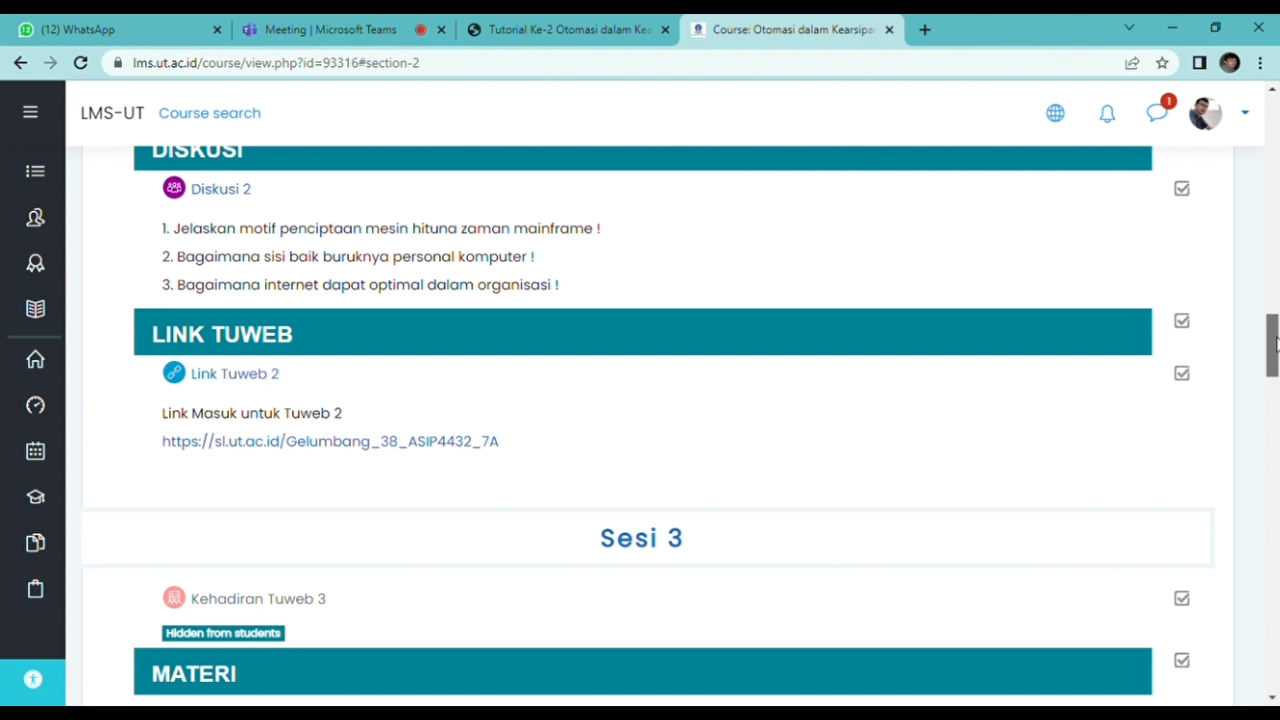 (12) WhatsApp
Meeting | Microsoft Teams
Tutorial Ke-2 Otomasi dalam Kea
Course: Otomasi dalam Kearsipa
lms.ut.ac.id/course/view.php?id=93316#section-2
LMS-UT Course search
1
DISKUSI
Diskusi 2
1. Jelaskan motif penciptaan mesin hituna zaman mainframe !
2. Bagaimana sisi baik buruknya personal komputer !
3. Bagaimana internet dapat optimal dalam organisasi !
LINK TUWEB
Link Tuweb 2
Link Masuk untuk Tuweb 2
https://sl.ut.ac.id/Gelumbang_38_ASIP4432_7A
Sesi 3
Kehadiran Tuweb 3
Hidden from students
MATERI